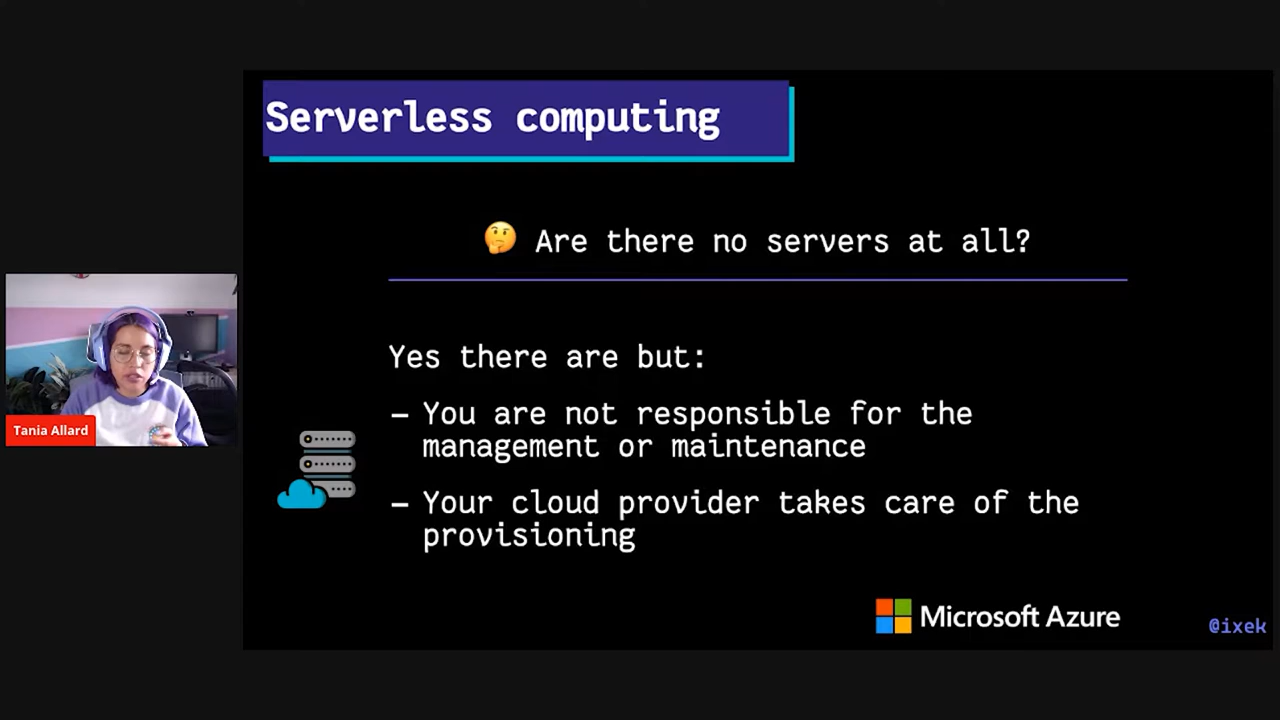 Serverless computing
🤔 Are there no servers at all?
Yes there are but:
– You are not responsible for the
management or maintenance
– Your cloud provider takes care of the
provisioning
Tania Allard
Microsoft Azure
@ixek